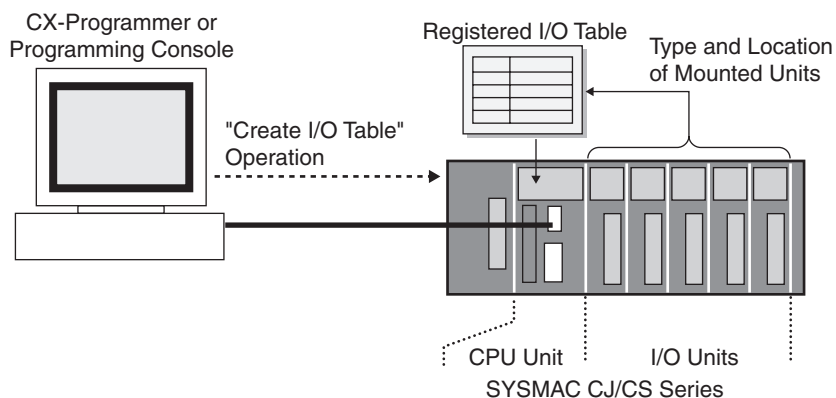 CX-Programmer or
Programming Console
Registered I/O Table
Type and Location
of Mounted Units
"Create I/O Table"
Operation
CPU Unit
I/O Units
SYSMAC CJ/CS Series